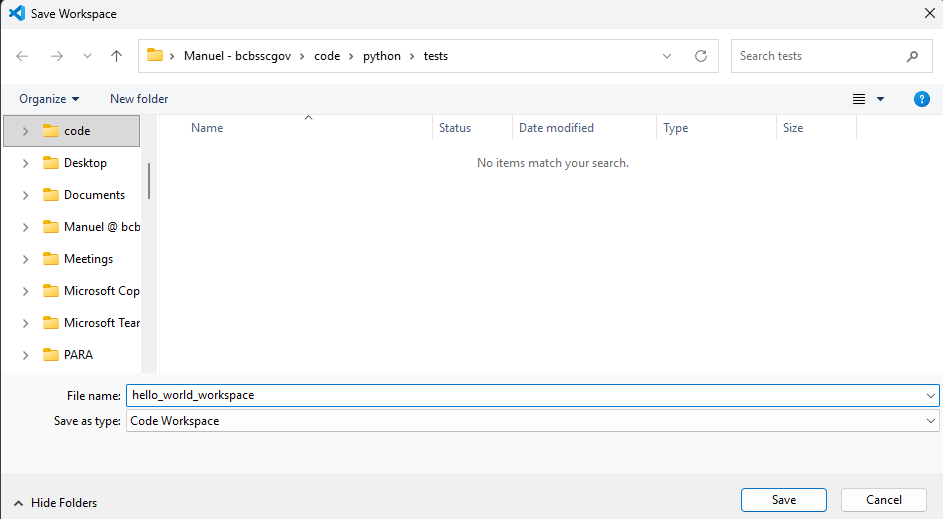 Save Workspace
Manuel - bcbsscgov > code > python > tests
Search tests
Organize
New folder
Name
Status
Date modified
Type
Size
No items match your search.
code
Desktop
Documents
Manuel @ bcb
Meetings
Microsoft Cop
Microsoft Tear
PARA
File name: hello_world_workspace
Save as type: Code Workspace
Hide Folders
Save
Cancel